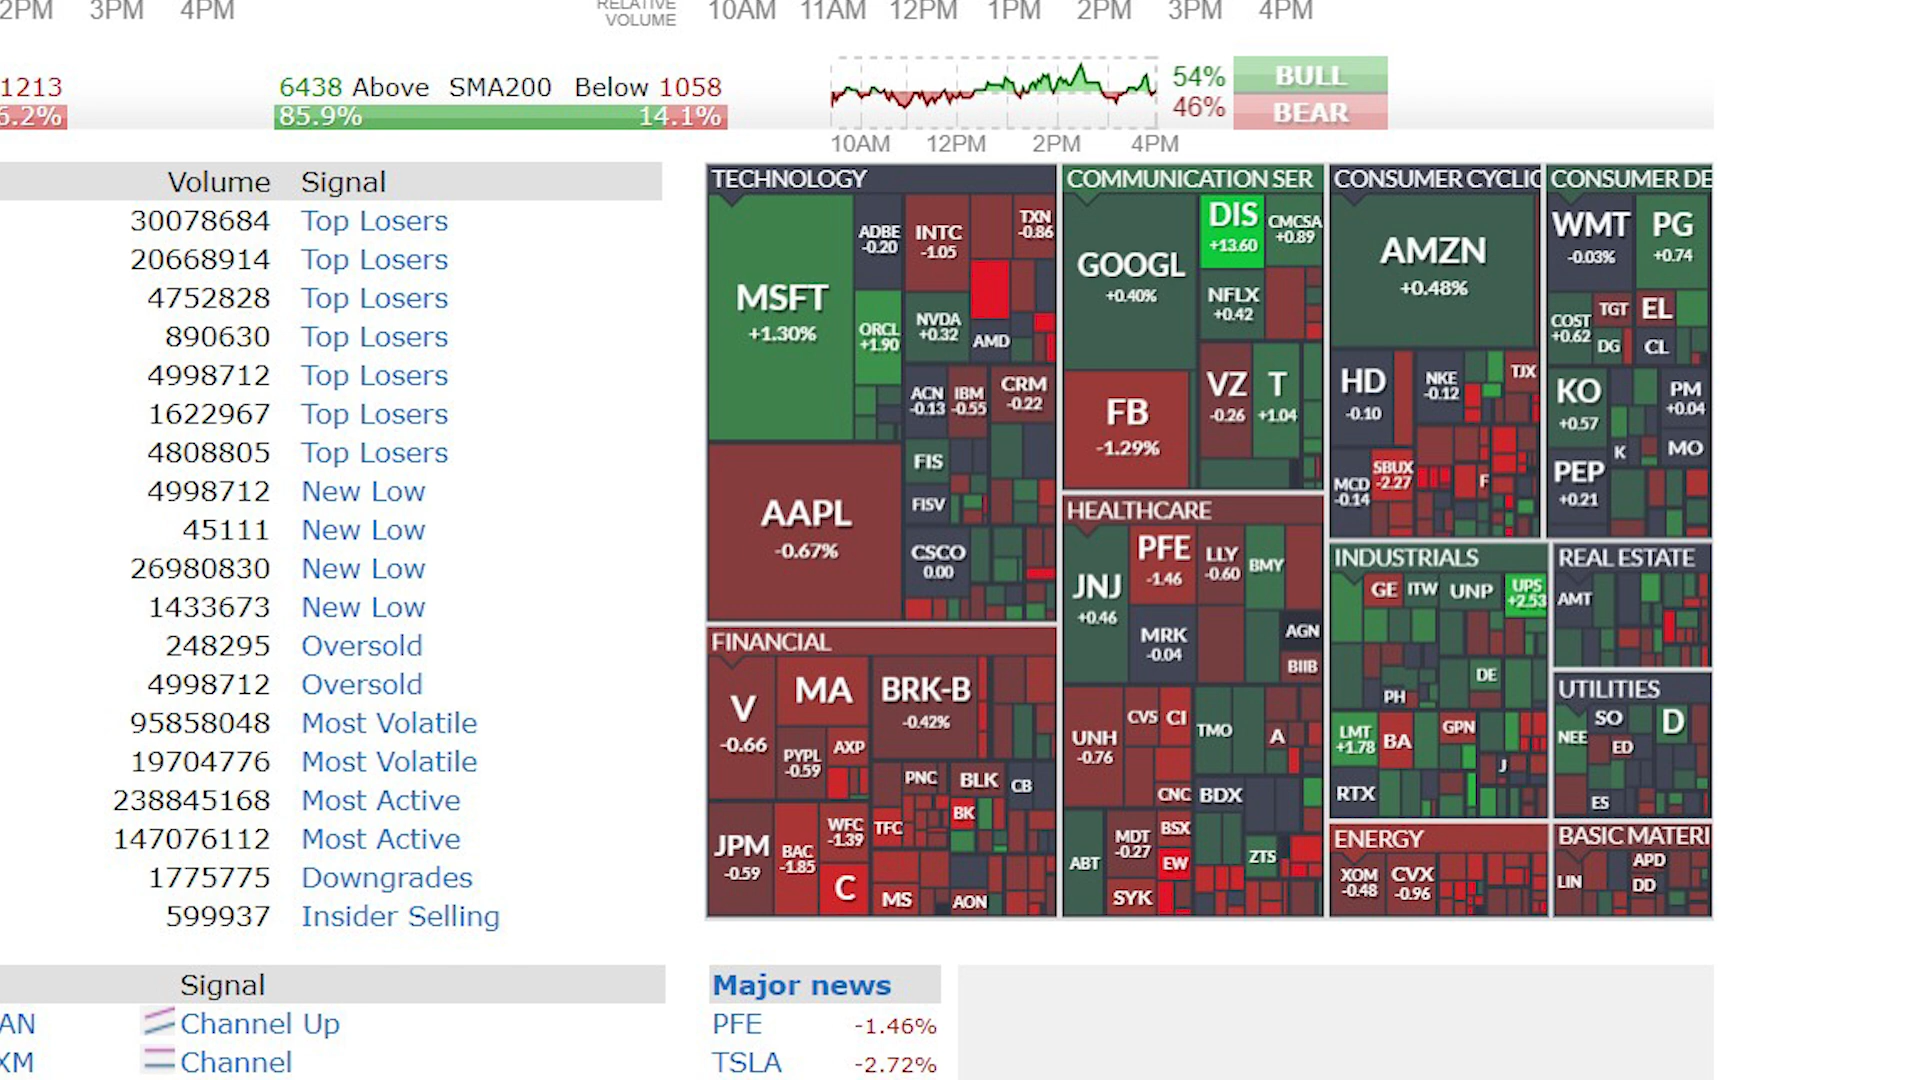 2PM 3PM 4PM
RELATIVE
VOLUME
10AM 11AM 12PM 1PM 2PM 3PM 4PM
1213
6.2%
6438 Above SMA200 Below 1058
85.9% 14.1%
54% BULL
46% BEAR
10AM 12PM 2PM 4PM
Volume Signal
30078684 Top Losers
20668914 Top Losers
4752828 Top Losers
890630 Top Losers
4998712 Top Losers
1622967 Top Losers
4808805 Top Losers
4998712 New Low
45111 New Low
26980830 New Low
1433673 New Low
248295 Oversold
4998712 Oversold
95858048 Most Volatile
19704776 Most Volatile
238845168 Most Active
147076112 Most Active
1775775 Downgrades
599937 Insider Selling
TECHNOLOGY
MSFT
+1.30%
ADBE
-0.20
INTC
-1.05
TXN
-0.86
ORCL
+1.90
NVDA
+0.32
AMD
ACN
-0.13
IBM
-0.55
CRM
-0.22
FIS
FISV
AAPL
-0.67%
CSCO
0.00
COMMUNICATION SER
GOOGL
+0.40%
DIS
+13.60
CMCSA
+0.89
NFLX
+0.42
FB
-1.29%
VZ
-0.26
T
+1.04
CONSUMER CYCLIC
AMZN
+0.48%
HD
-0.10
NKE
-0.12
TJX
MCD
-0.14
SBUX
-2.27
F
CONSUMER DE
WMT
-0.03%
PG
+0.74
COST
+0.62
TGT
EL
DG
CL
KO
+0.57
PM
+0.04
K
MO
PEP
+0.21
FINANCIAL
V
-0.66
MA
BRK-B
-0.42%
PYPL
-0.59
AXP
PNC
BLK
CB
JPM
-0.59
BAC
-1.85
WFC
-1.39
TFC
BK
C
MS
AON
HEALTHCARE
JNJ
+0.46
PFE
-1.46
LLY
-0.60
BMY
MRK
-0.04
AGN
BIIB
UNH
-0.76
CVS
CI
TMO
A
CNC
BDX
ABT
MDT
-0.27
BSX
EW
ZTS
SYK
INDUSTRIALS
GE
ITW
UNP
UPS
+2.53
DE
PH
LMT
+1.78
BA
GPN
J
RTX
REAL ESTATE
AMT
UTILITIES
NEE
SO
D
ED
ES
ENERGY
XOM
-0.48
CVX
-0.96
BASIC MATERI
LIN
APD
DD
Signal
AN Channel Up
XM Channel
Major news
PFE -1.46%
TSLA -2.72%